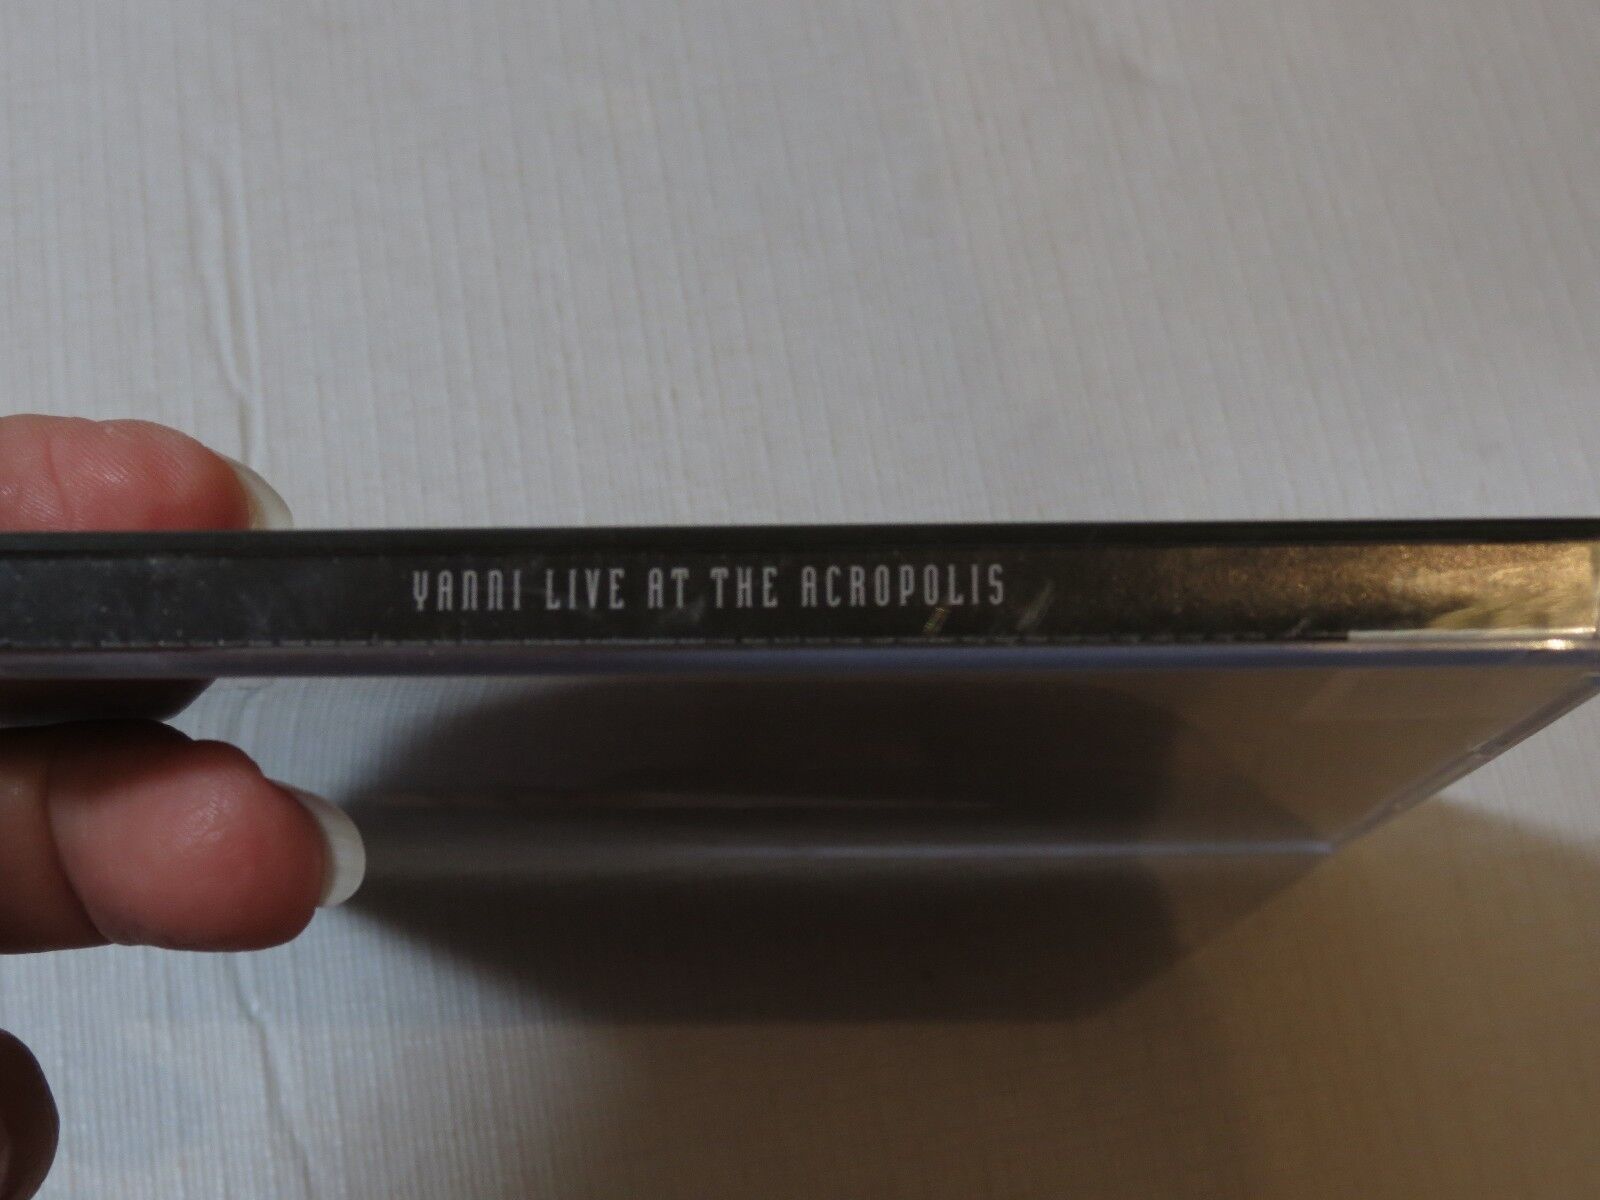 YANNI LIVE AT THE ACROPOLIS